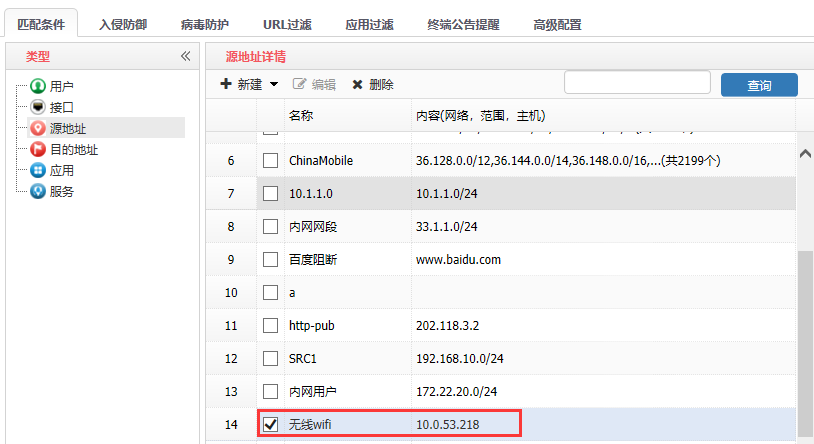 匹配条件 入侵防御 病毒防护 URL过滤 应用过滤 终端公告提醒 高级配置
类型
用户
接口
源地址
目的地址
应用
服务
源地址详情
新建 编辑 删除 查询
名称 内容(网络，范围，主机)
6 ChinaMobile 36.128.0.0/12,36.144.0.0/14,36.148.0.0/16,...(共2199个)
7 10.1.1.0 10.1.1.0/24
8 内网网段 33.1.1.0/24
9 百度阻断 www.baidu.com
10 a
11 http-pub 202.118.3.2
12 SRC1 192.168.10.0/24
13 内网用户 172.22.20.0/24
14 无线wifi 10.0.53.218